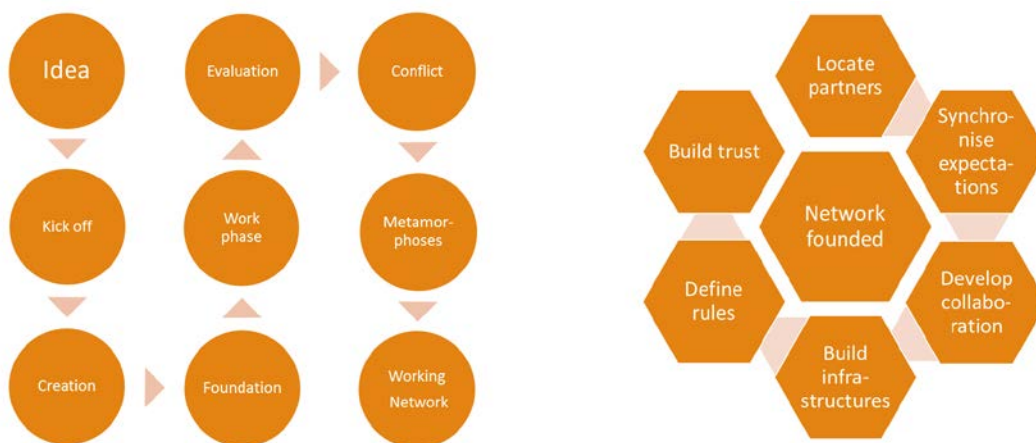 Idea
Kick off
Creation
Foundation
Work
phase
Evaluation
Conflict
Metamor-
phoses
Working
Network
Locate
partners
Synchro-
nise
expecta-
tions
Develop
collabo-
ration
Build
infra-
structures
Define
rules
Build trust
Network
founded